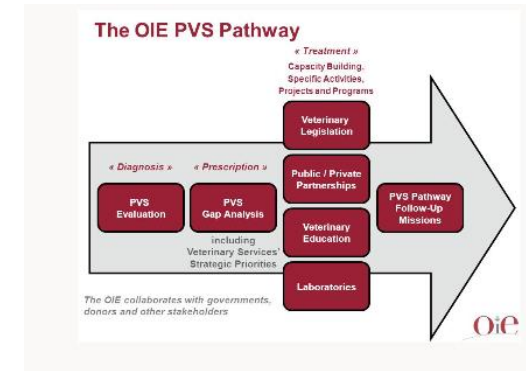 The OIE PVS Pathway
« Treatment »
Capacity Building,
Specific Activities,
Projects and Programs
Veterinary
Legislation
« Diagnosis »
« Prescription »
PVS
Evaluation
PVS
Gap Analysis
including
Veterinary Services'
Strategic Priorities
Public / Private
Partnerships
Veterinary
Education
Laboratories
PVS Pathway
Follow-Up
Missions
The OIE collaborates with governments,
donors and other stakeholders
Oie